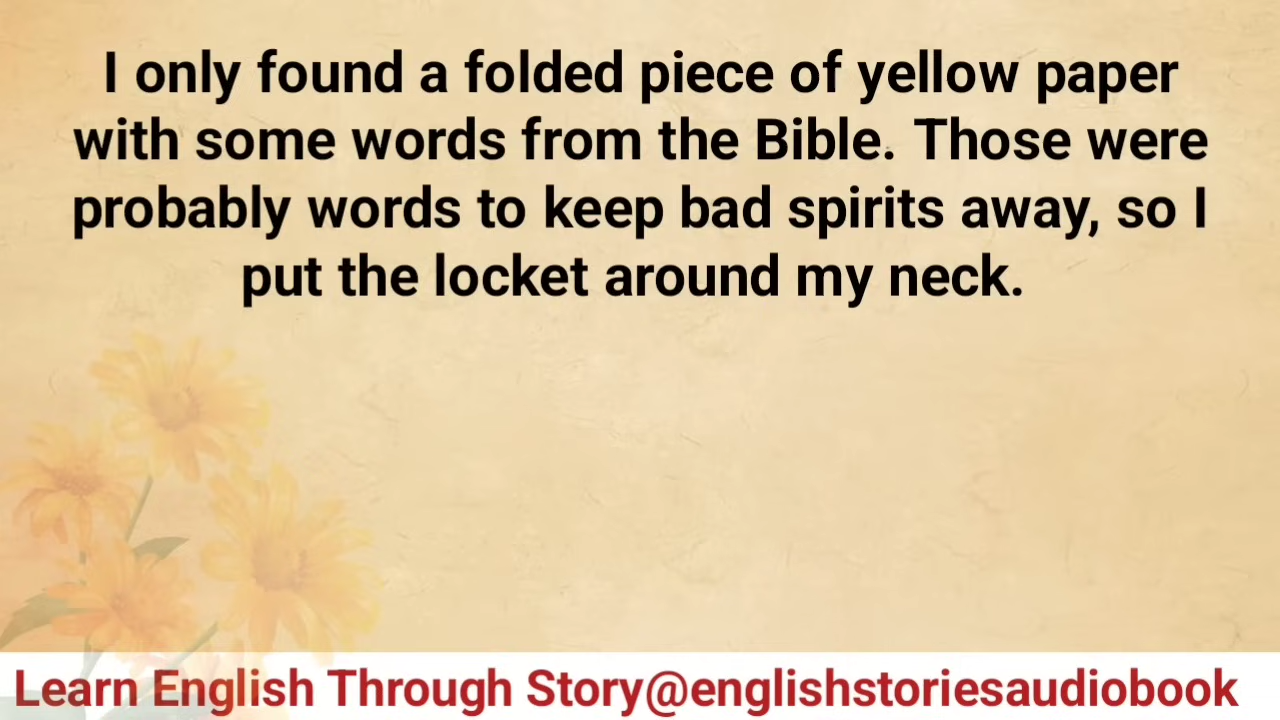 I only found a folded piece of yellow paper
with some words from the Bible. Those were
probably words to keep bad spirits away, so I
put the locket around my neck.
Learn English Through Story@englishstoriesaudiobook